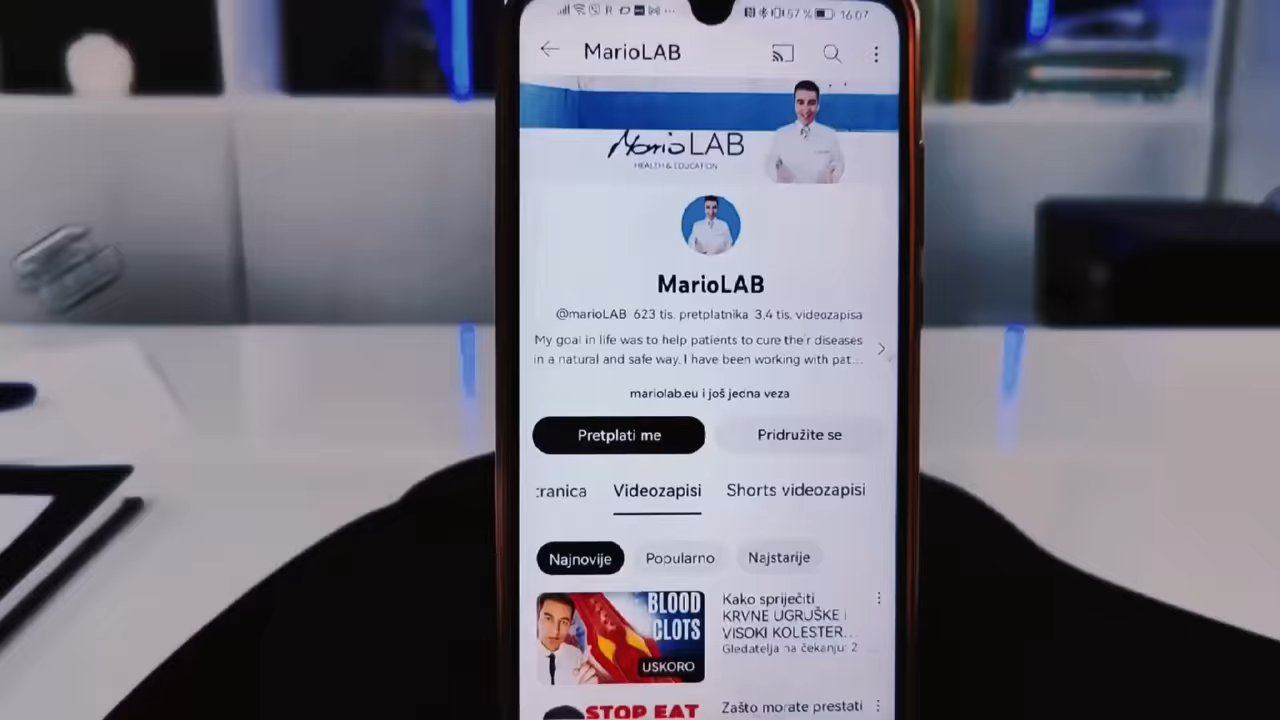 57 % 16:07
MarioLAB
MarioLAB
HEALTH & EDUCATION
MarioLAB
@marioLAB 623 tis. pretplatnika 3,4 tis. videozapisa
My goal in life was to help patients to cure their diseases
in a natural and safe way. I have been working with pat...
mariolab.eu i još jedna veza
Pretplati me
Pridružite se
tranica
Videozapisi
Shorts videozapisi
Najnovije
Popularno
Najstarije
BLOOD
CLOTS
USKORO
Kako spriječiti
KRVNE UGRUŠKE I
VISOKI KOLESTER...
Gledatelja na čekanju: 2
STOP EAT
Zašto morate prestati